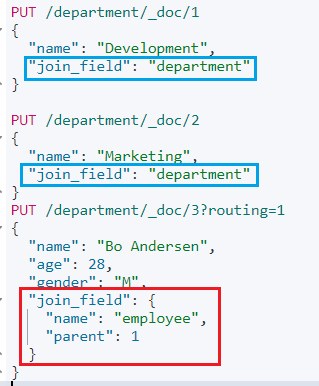 PUT /department/_doc/1
{
  "name": "Development",
  "join_field": "department"
}
PUT /department/_doc/2
{
  "name": "Marketing",
  "join_field": "department"
}
PUT /department/_doc/3?routing=1
{
  "name": "Bo Andersen",
  "age": 28,
  "gender": "M",
  "join_field": {
    "name": "employee",
    "parent": 1
  }
}